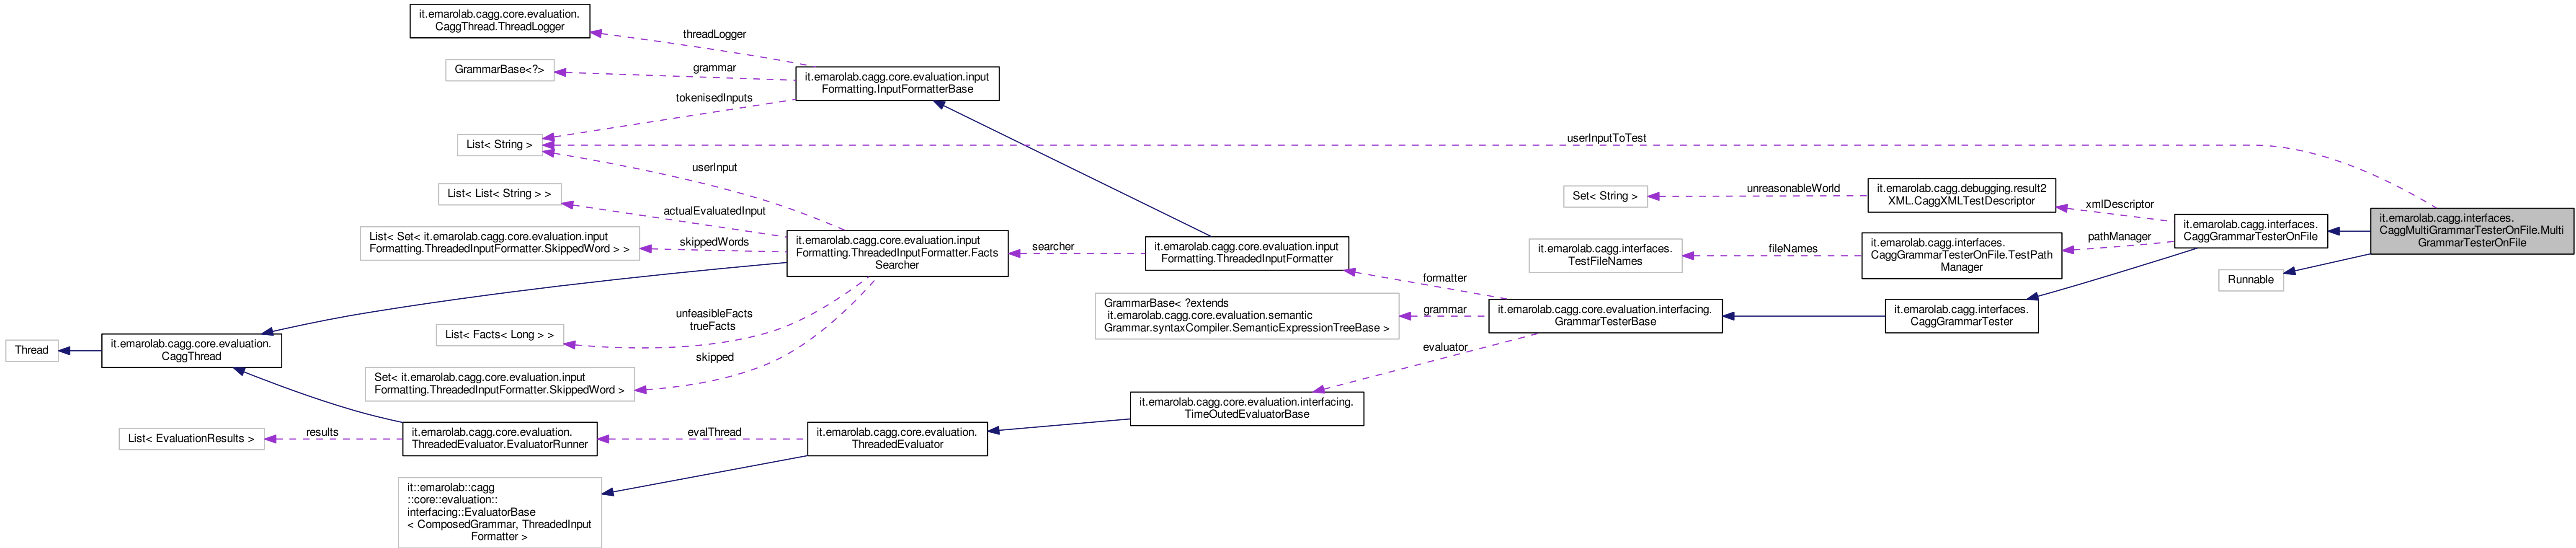 it.emarolab.cagg.core.evaluation.
CaggThread.ThreadLogger
threadLogger
GrammarBase<?>
grammar
it.emarolab.cagg.core.evaluation.input
Formatting.InputFormatterBase
tokenisedInputs
List< String >
userInputToTest
userInput
List< List< String > >
actualEvaluatedInput
List< Set< it.emarolab.cagg.core.evaluation.input
Formatting.ThreadedInputFormatter.SkippedWord > >
skippedWords
it.emarolab.cagg.core.evaluation.input
Formatting.ThreadedInputFormatter.Facts
Searcher
searcher
it.emarolab.cagg.core.evaluation.input
Formatting.ThreadedInputFormatter
Set< String >
unreasonableWorld
it.emarolab.cagg.debugging.result2
XML.CaggXMLTestDescriptor
xmlDescriptor
it.emarolab.cagg.interfaces.
TestFileNames
fileNames
it.emarolab.cagg.interfaces.
CaggGrammarTesterOnFile.TestPath
Manager
pathManager
it.emarolab.cagg.interfaces.
CaggGrammarTesterOnFile
it.emarolab.cagg.interfaces.
CaggMultiGrammarTesterOnFile.Multi
GrammarTesterOnFile
Runnable
formatter
GrammarBase< ?extends
it.emarolab.cagg.core.evaluation.semantic
Grammar.syntaxCompiler.SemanticExpressionTreeBase >
grammar
it.emarolab.cagg.core.evaluation.interfacing.
GrammarTesterBase
it.emarolab.cagg.interfaces.
CaggGrammarTester
evaluator
unfeasibleFacts
trueFacts
List< Facts< Long > >
Thread
it.emarolab.cagg.core.evaluation.
CaggThread
skipped
Set< it.emarolab.cagg.core.evaluation.input
Formatting.ThreadedInputFormatter.SkippedWord >
it.emarolab.cagg.core.evaluation.interfacing.
TimeOutedEvaluatorBase
List< EvaluationResults >
results
it.emarolab.cagg.core.evaluation.
ThreadedEvaluator.EvaluatorRunner
evalThread
it.emarolab.cagg.core.evaluation.
ThreadedEvaluator
it::emarolab::cagg
::core::evaluation::
interfacing::EvaluatorBase
< ComposedGrammar, ThreadedInput
Formatter >